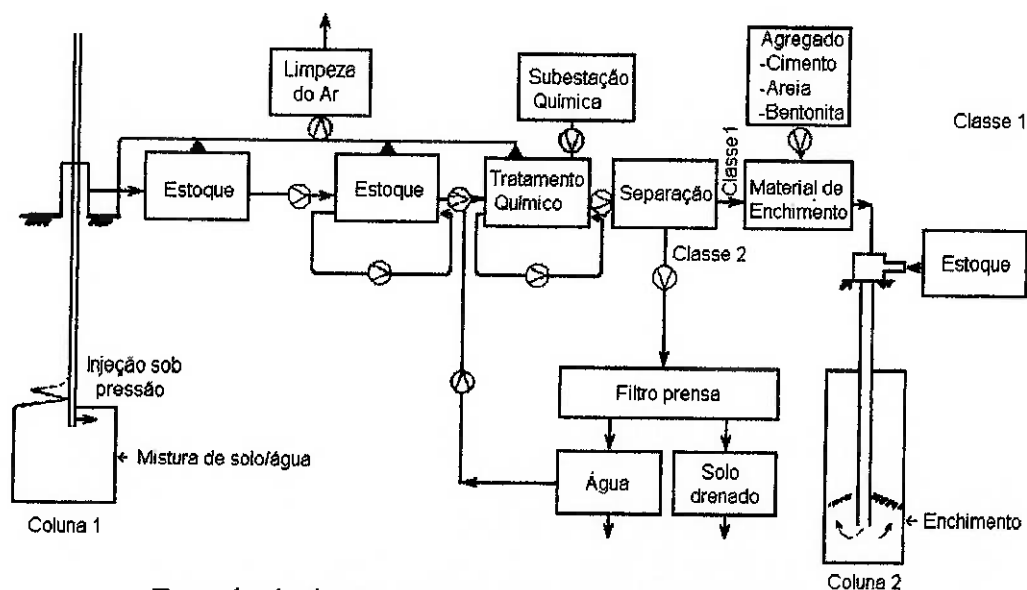 Limpeza
do Ar
Subestação
Química
Agregado
-Cimento
-Areia
-Bentonita
Classe 1
Estoque
Estoque
Tratamento
Químico
Separação
Classe 1
Material de
Enchimento
Classe 2
Estoque
Injeção sob
pressão
Filtro prensa
Mistura de solo/água
Água
Solo
drenado
Enchimento
Coluna 1
Coluna 2